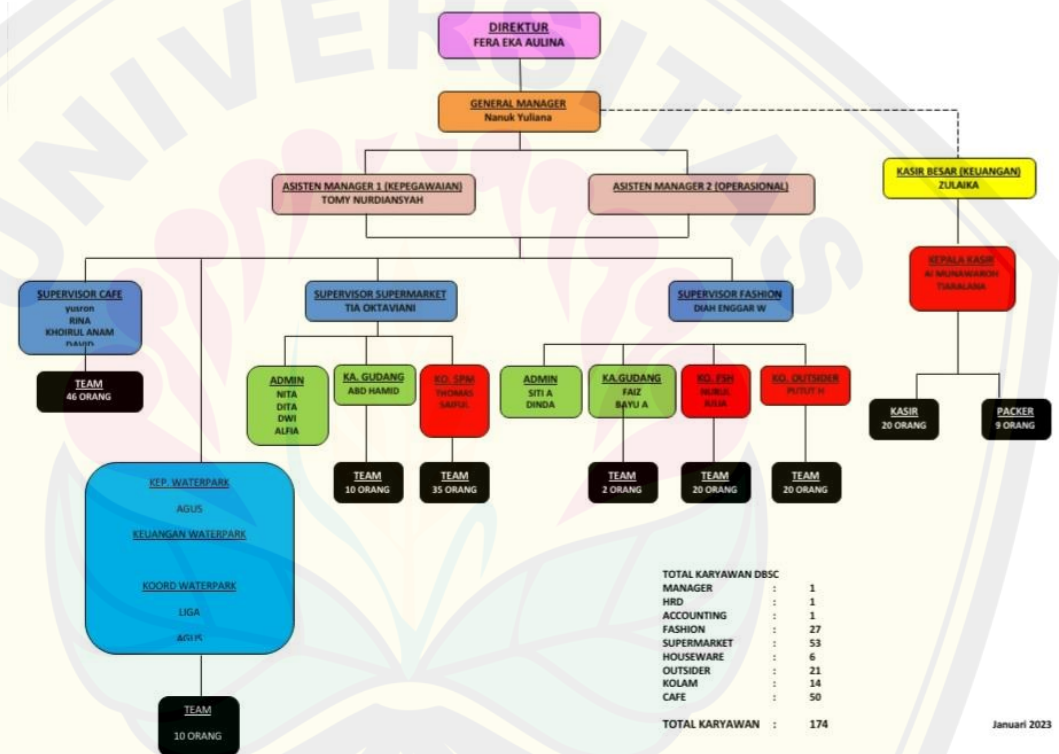 UNIVERSITAS
DIREKTUR
FERA EKA AULINA
GENERAL MANAGER
Nanuk Yuliana
ASISTEN MANAGER 1 (KEPEGAWAIAN)
TOMY NURDIANSYAH
ASISTEN MANAGER 2 (OPERASIONAL)
KASIR BESAR (KEUANGAN)
ZULAIKA
KEPALA KASIR
AI MUNAWAROH
TIARALANA
SUPERVISOR CAFE
yusron
RINA
KHOIRUL ANAM
DAVID
TEAM
46 ORANG
SUPERVISOR SUPERMARKET
TIA OKTAVIANI
SUPERVISOR FASHION
DIAH ENGGAR W
ADMIN
NITA
DITA
DWI
ALFIA
KA. GUDANG
ABD HAMID
KO. SPM
THOMAS
SAIFUL
ADMIN
SITI A
DINDA
KA.GUDANG
FAIZ
BAYU A
KO. FSH
NURUL
KO. OUTSIDER
PUTUT H
KASIR
20 ORANG
PACKER
9 ORANG
TEAM
10 ORANG
TEAM
35 ORANG
TEAM
2 ORANG
TEAM
20 ORANG
TEAM
20 ORANG
KEP. WATERPARK
AGUS
KEUANGAN WATERPARK
KOORD WATERPARK
LIGA
AGUS
TEAM
10 ORANG
TOTAL KARYAWAN DBSC
MANAGER : 1
HRD : 1
ACCOUNTING : 1
FASHION : 27
SUPERMARKET : 53
HOUSEWARE : 6
OUTSIDER : 21
KOLAM : 14
CAFE : 50
TOTAL KARYAWAN : 174
Januari 2023